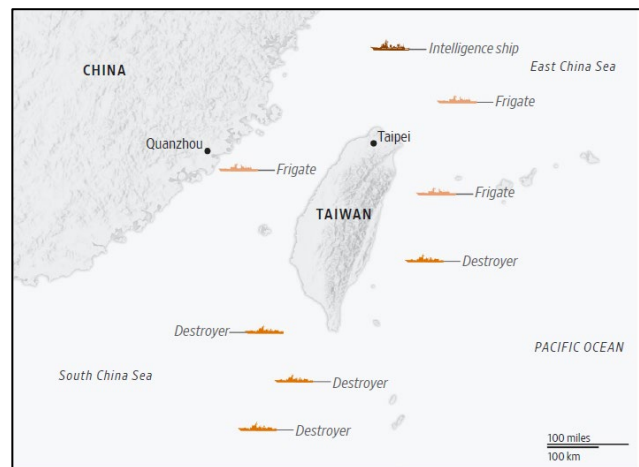 Intelligence ship
CHINA
East China Sea
Frigate
Quanzhou
Taipei
Frigate
Frigate
TAIWAN
Destroyer
Destroyer
PACIFIC OCEAN
South China Sea
Destroyer
Destroyer
100 miles
100 km